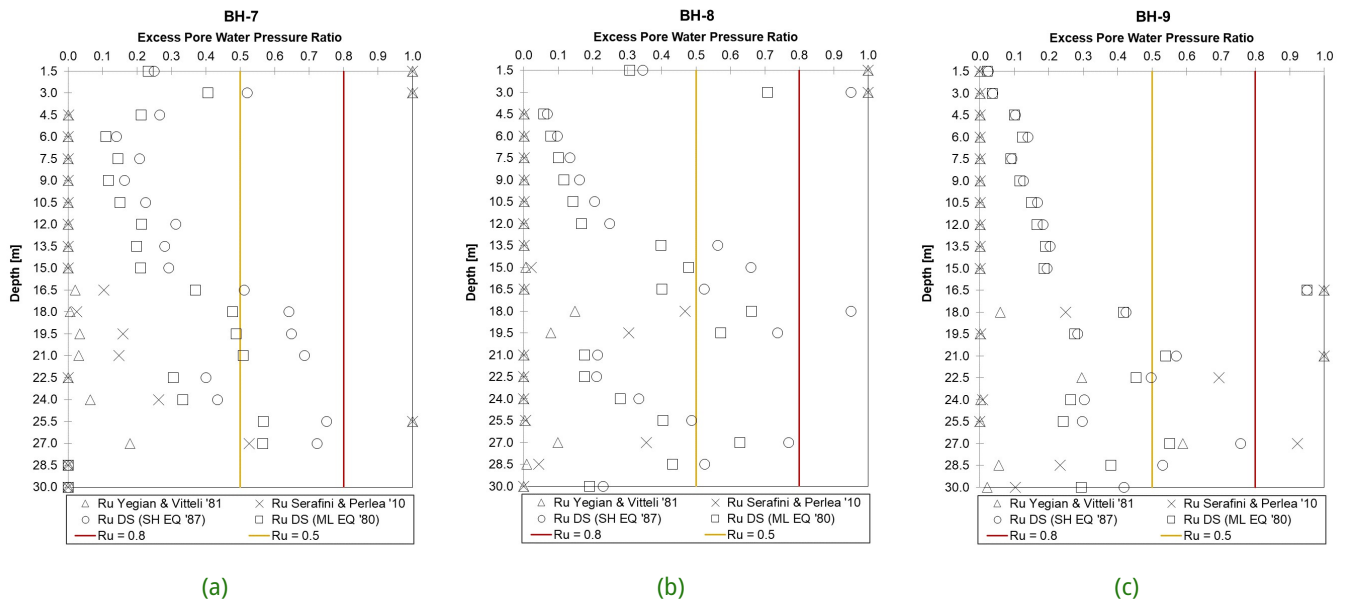 BH-7
Excess Pore Water Pressure Ratio
0.0 0.1 0.2 0.3 0.4 0.5 0.6 0.7 0.8 0.9 1.0
Depth [m]
1.5
3.0
4.5
6.0
7.5
9.0
10.5
12.0
13.5
15.0
16.5
18.0
19.5
21.0
22.5
24.0
25.5
27.0
28.5
30.0
Ru Yegian & Vitteli '81 Ru Serafini & Perlea '10
Ru DS (SH EQ '87) Ru DS (ML EQ '80)
Ru = 0.8 Ru = 0.5
(a)
BH-8
Excess Pore Water Pressure Ratio
0.0 0.1 0.2 0.3 0.4 0.5 0.6 0.7 0.8 0.9 1.0
Depth [m]
1.5
3.0
4.5
6.0
7.5
9.0
10.5
12.0
13.5
15.0
16.5
18.0
19.5
21.0
22.5
24.0
25.5
27.0
28.5
30.0
Ru Yegian & Vitteli '81 Ru Serafini & Perlea '10
Ru DS (SH EQ '87) Ru DS (ML EQ '80)
Ru = 0.8 Ru = 0.5
(b)
BH-9
Excess Pore Water Pressure Ratio
0.0 0.1 0.2 0.3 0.4 0.5 0.6 0.7 0.8 0.9 1.0
Depth [m]
1.5
3.0
4.5
6.0
7.5
9.0
10.5
12.0
13.5
15.0
16.5
18.0
19.5
21.0
22.5
24.0
25.5
27.0
28.5
30.0
Ru Yegian & Vitteli '81 Ru Serafini & Perlea '10
Ru DS (SH EQ '87) Ru DS (ML EQ '80)
Ru = 0.8 Ru = 0.5
(c)